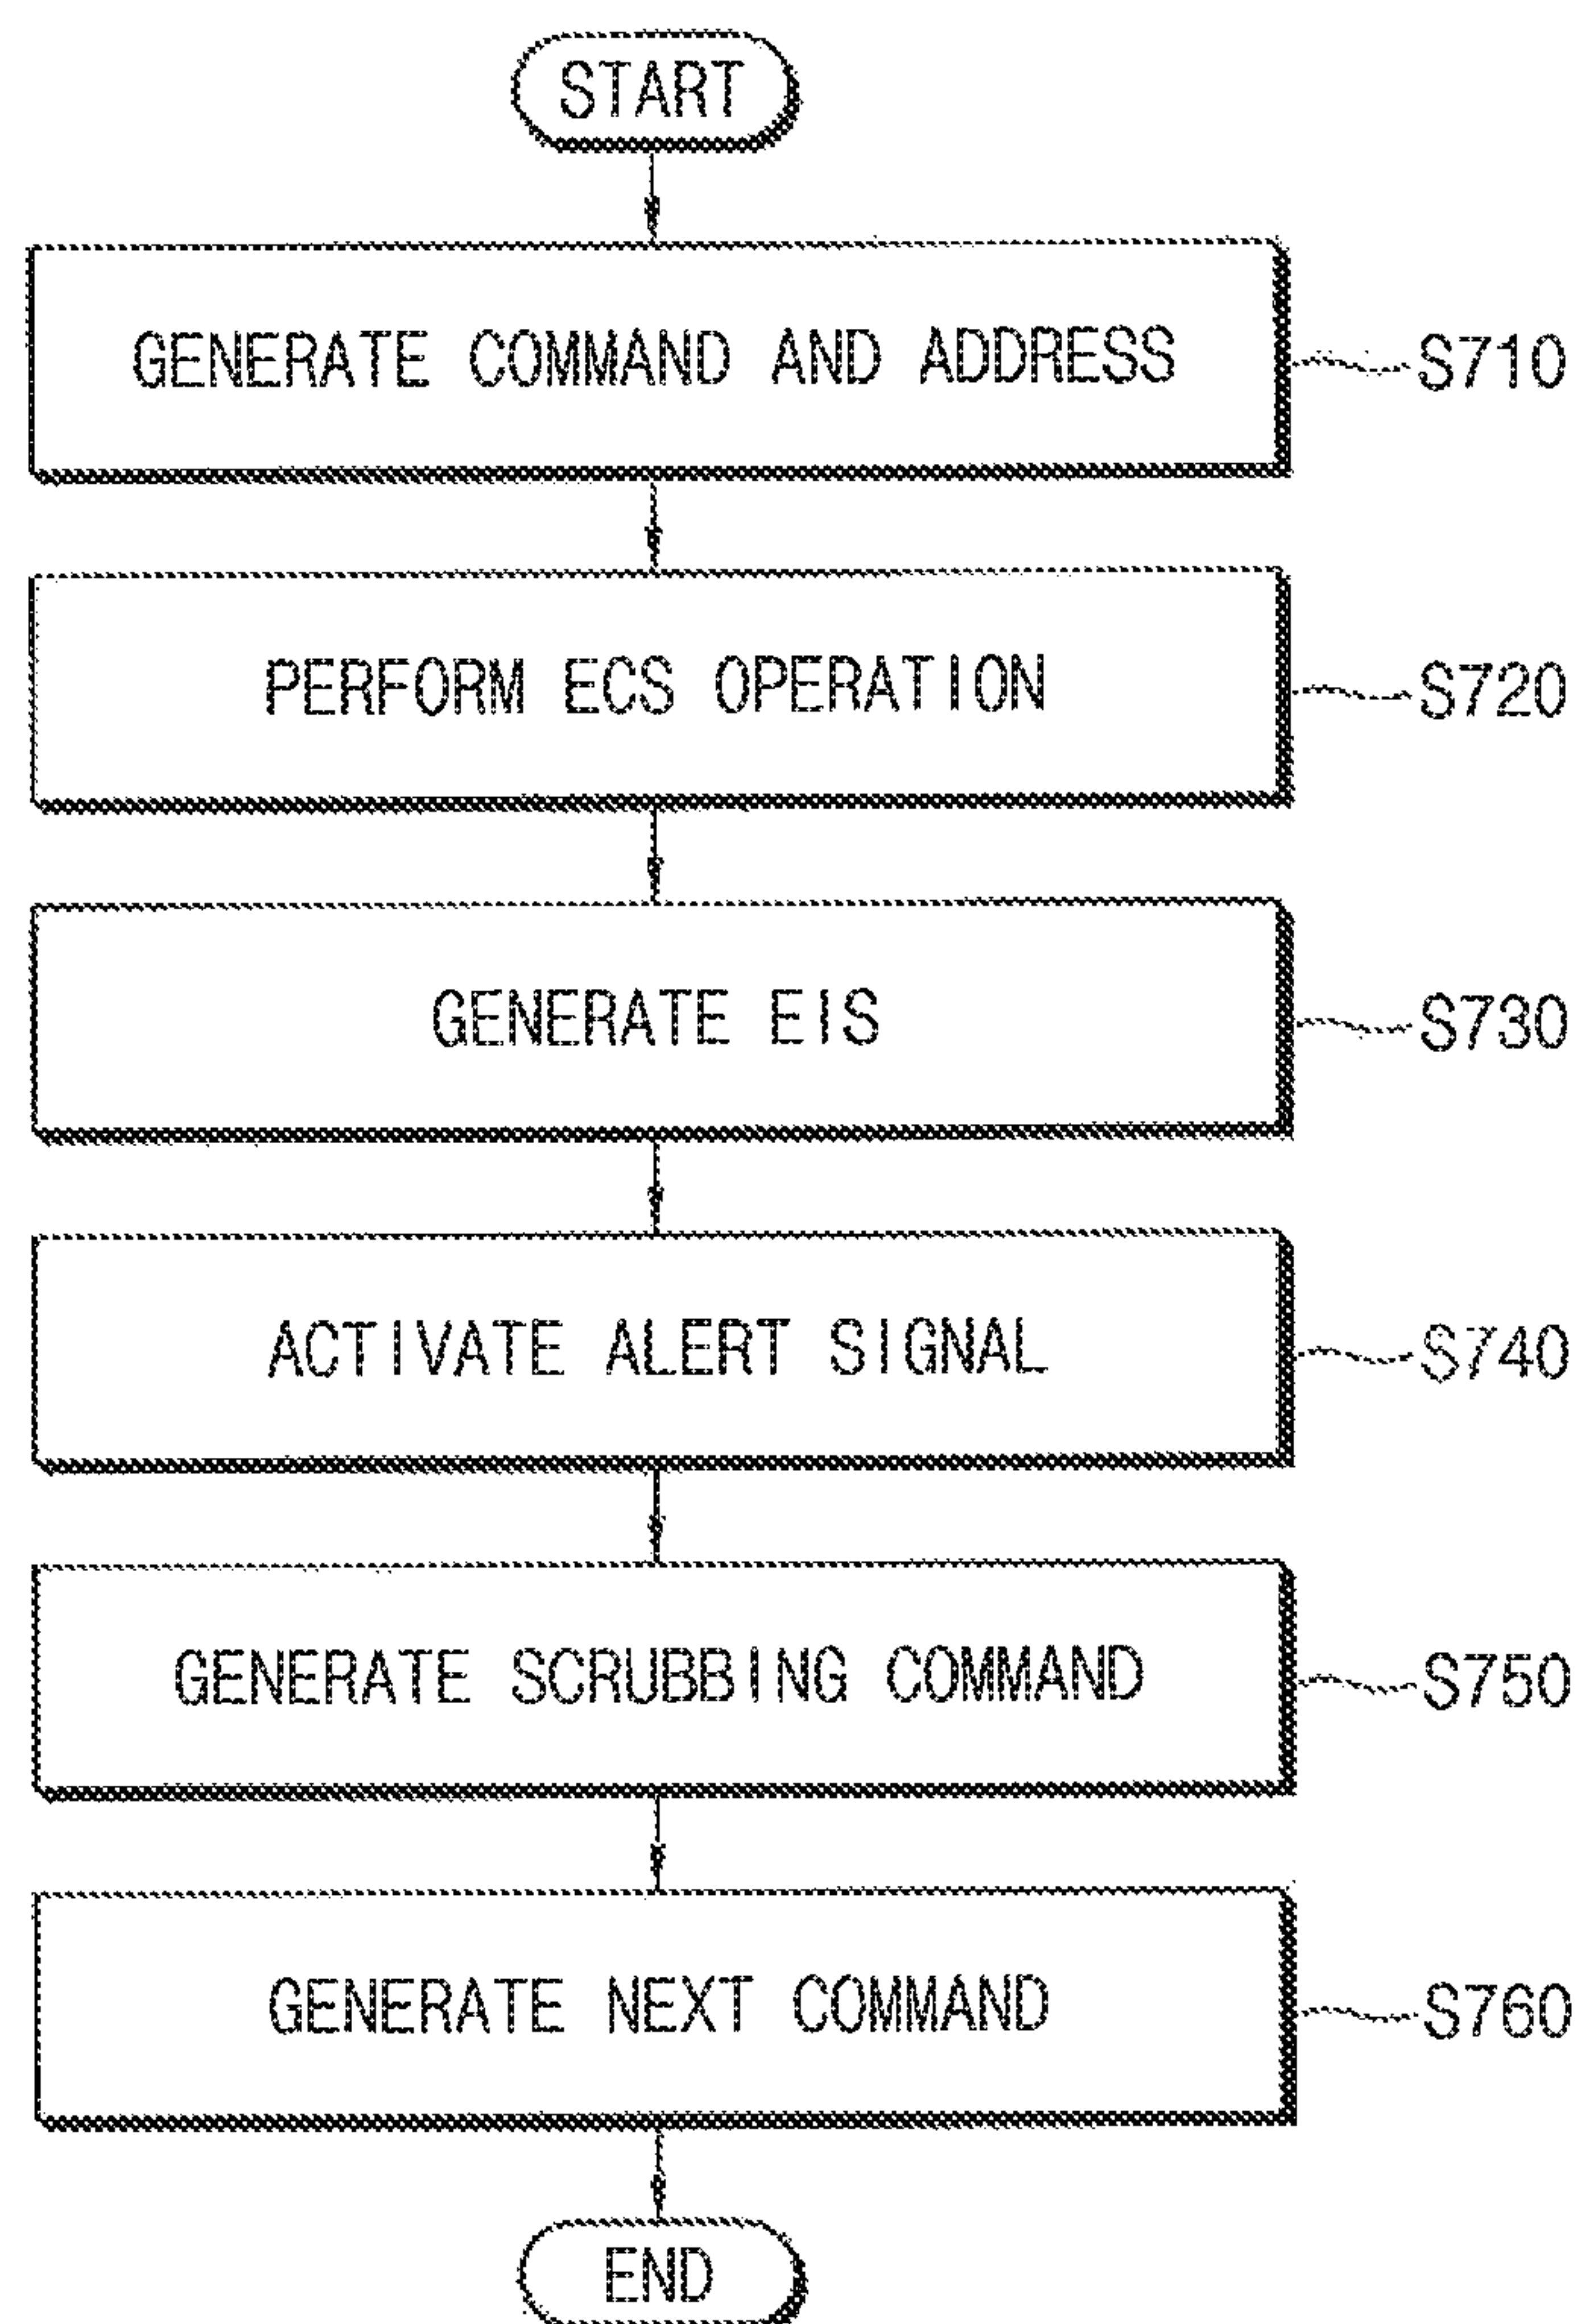 START
GENERATE COMMAND AND ADDRESS
S710
PERFORM ECS OPERATION
S720
GENERATE EIS
S730
ACTIVATE ALERT SIGNAL
S740
GENERATE SCRUBBING COMMAND
S750
GENERATE NEXT COMMAND
S760
END